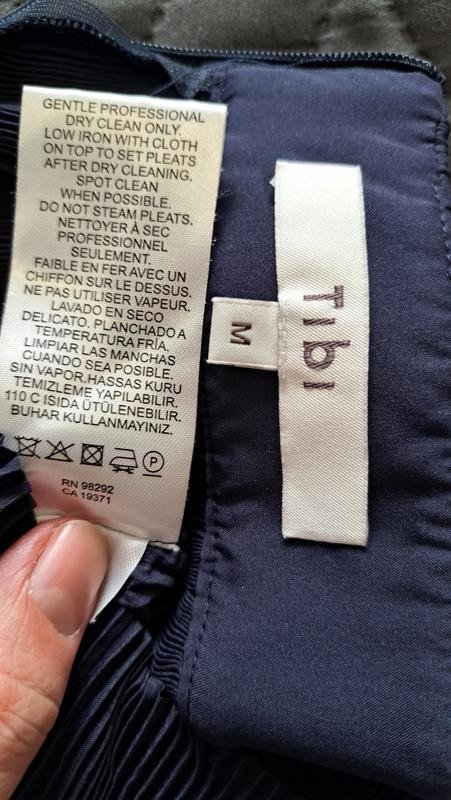 GENTLE PROFESSIONAL
DRY CLEAN ONLY.
LOW IRON WITH CLOTH
ON TOP TO SET PLEATS
AFTER DRY CLEANING.
SPOT CLEAN
WHEN POSSIBLE.
DO NOT STEAM PLEATS.
NETTOYER À SEC
PROFESSIONNEL
SEULEMENT.
FAIBLE EN FER AVEC UN
CHIFFON SUR LE DESSUS.
NE PAS UTILISER VAPEUR.
LAVADO EN SECO
DELICATO. PLANCHADO A
TEMPERATURA FRÍA.
LIMPIAR LAS MANCHAS
CUANDO SEA POSIBLE.
SIN VAPOR.HASSAS KURU
TEMIZLEME YAPILABILIR.
110 C ISIDA ÜTÜLENEBILIR.
BUHAR KULLANMAYINIZ.
P
RN 98292
CA 19371
M
Tibi